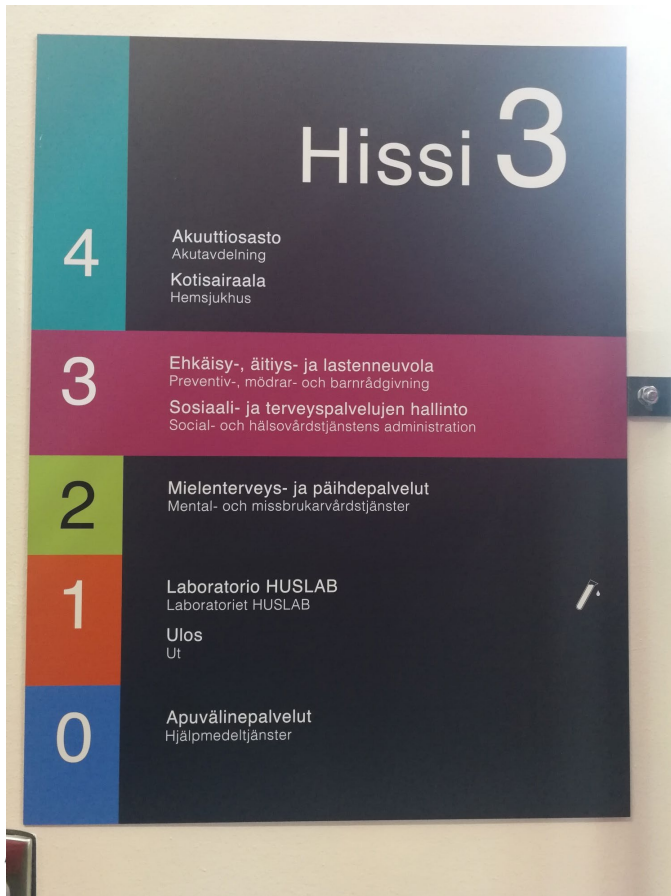 Hissi 3
4
Akuuttiosasto
Akutavdelning
Kotisairaala
Hemsjukhus
3
Ehkäisy-, äitiys- ja lastenneuvola
Preventiv-, mödrar- och barnrådgivning
Sosiaali- ja terveyspalvelujen hallinto
Social- och hälsovårdstjänstens administration
2
Mielenterveys- ja päihdepalvelut
Mental- och missbrukarvårdstjänster
1
Laboratorio HUSLAB
Laboratoriet HUSLAB
Ulos
Ut
0
Apuvälinepalvelut
Hjälpmedeltjänster